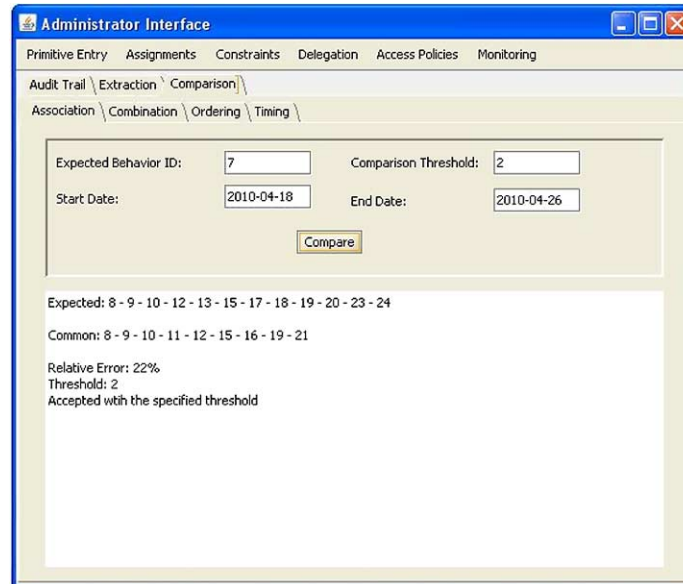 Administrator Interface
Primitive Entry Assignments Constraints Delegation Access Policies Monitoring
Audit Trail \ Extraction \ Comparison \
Association \ Combination \ Ordering \ Timing \
Expected Behavior ID: 7 Comparison Threshold: 2
Start Date: 2010-04-18 End Date: 2010-04-26
Compare
Expected: 8 - 9 - 10 - 12 - 13 - 15 - 17 - 18 - 19 - 20 - 23 - 24
Common: 8 - 9 - 10 - 11 - 12 - 15 - 16 - 19 - 21
Relative Error: 22%
Threshold: 2
Accepted wtih the specified threshold